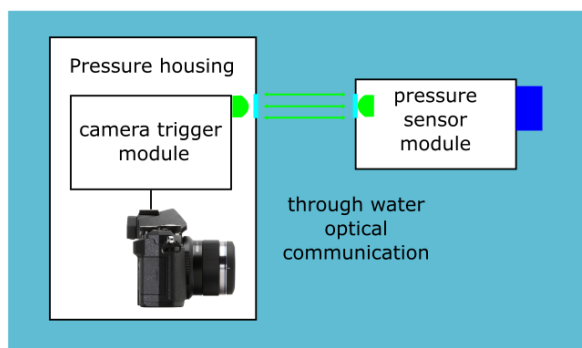 Pressure housing
camera trigger
module
pressure
sensor
module
through water
optical
communication